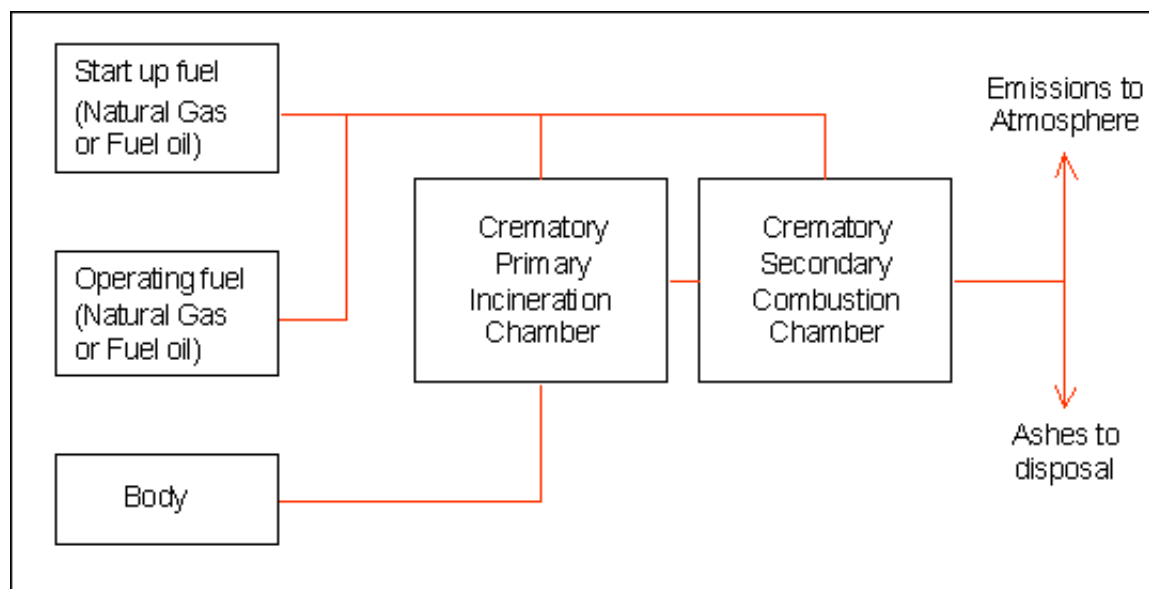 Start up fuel
(Natural Gas
or Fuel oil)
Operating fuel
(Natural Gas
or Fuel oil)
Body
Crematory
Primary
Incineration
Chamber
Crematory
Secondary
Combustion
Chamber
Emissions to
Atmosphere
Ashes to
disposal